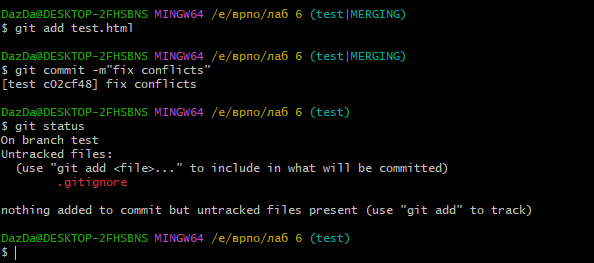 DazDa@DESKTOP-2FHSBNS MINGW64 /e/врпо/лаб 6 (test|MERGING)
$ git add test.html
DazDa@DESKTOP-2FHSBNS MINGW64 /e/врпо/лаб 6 (test|MERGING)
$ git commit -m"fix conflicts"
[test c02cf48] fix conflicts
DazDa@DESKTOP-2FHSBNS MINGW64 /e/врпо/лаб 6 (test)
$ git status
On branch test
Untracked files:
  (use "git add <file>..." to include in what will be committed)
        .gitignore
nothing added to commit but untracked files present (use "git add" to track)
DazDa@DESKTOP-2FHSBNS MINGW64 /e/врпо/лаб 6 (test)
$